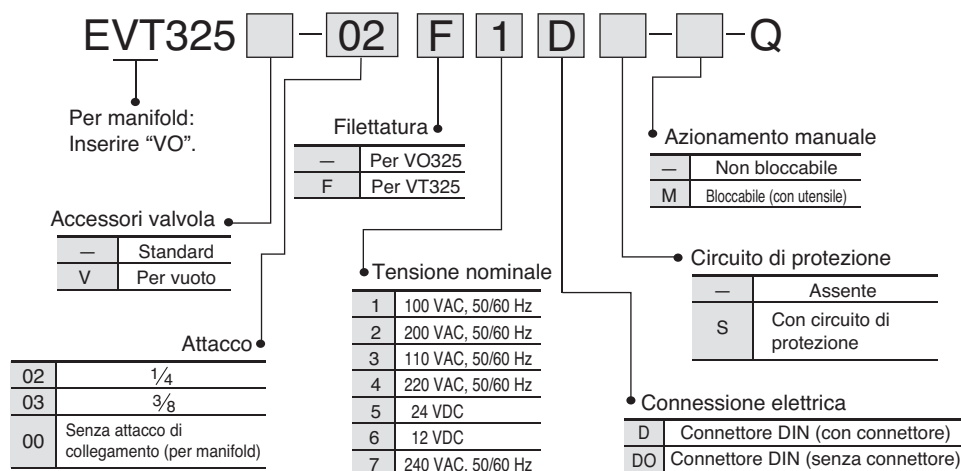 EVT325 – 02 F 1 D – –Q
Per manifold:
Inserire “VO”.
Filettatura
— Per VO325
F Per VT325
Azionamento manuale
— Non bloccabile
M Bloccabile (con utensile)
Accessori valvola
— Standard
V Per vuoto
Circuito di protezione
— Assente
S Con circuito di
protezione
Tensione nominale
1 100 VAC, 50/60 Hz
2 200 VAC, 50/60 Hz
3 110 VAC, 50/60 Hz
4 220 VAC, 50/60 Hz
5 24 VDC
6 12 VDC
7 240 VAC, 50/60 Hz
Attacco
02 1⁄4
03 3⁄8
00 Senza attacco di
collegamento (per manifold)
Connessione elettrica
D Connettore DIN (con connettore)
DO Connettore DIN (senza connettore)